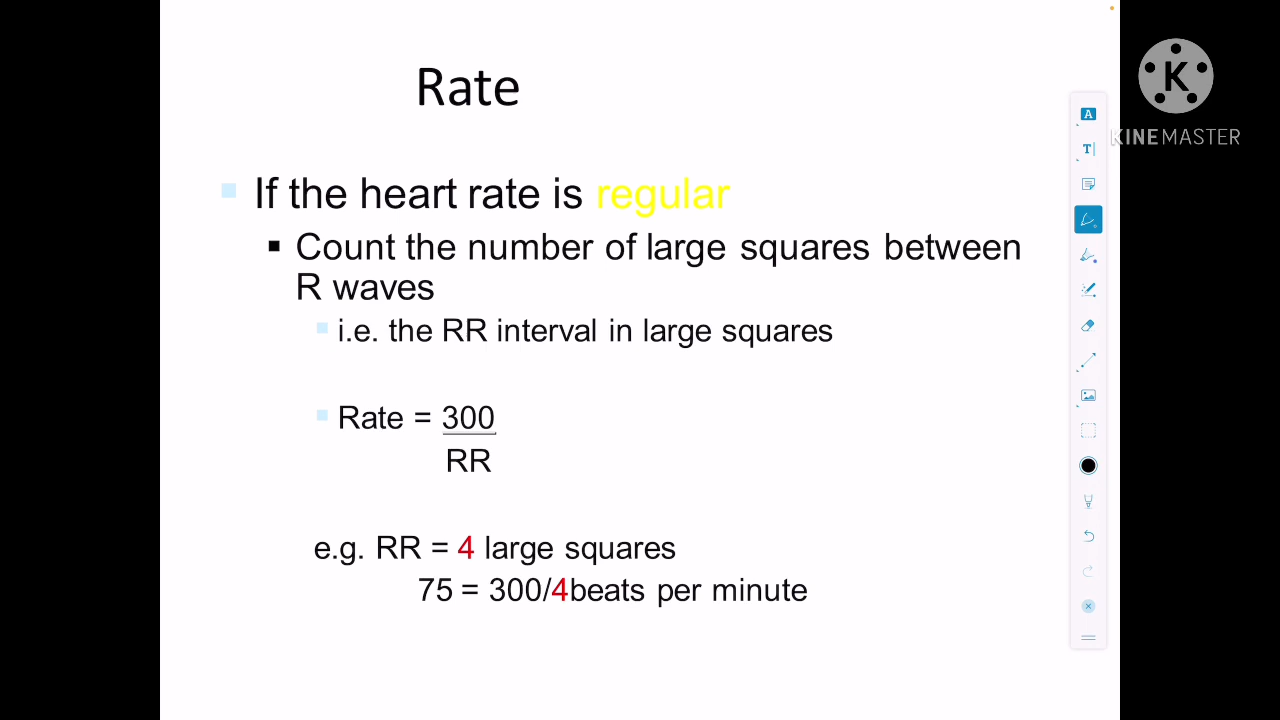 Rate
If the heart rate is regular
Count the number of large squares between
R waves
i.e. the RR interval in large squares
Rate = 300
RR
e.g. RR = 4 large squares
75 = 300/4beats per minute
K
KINEMASTER
A
T